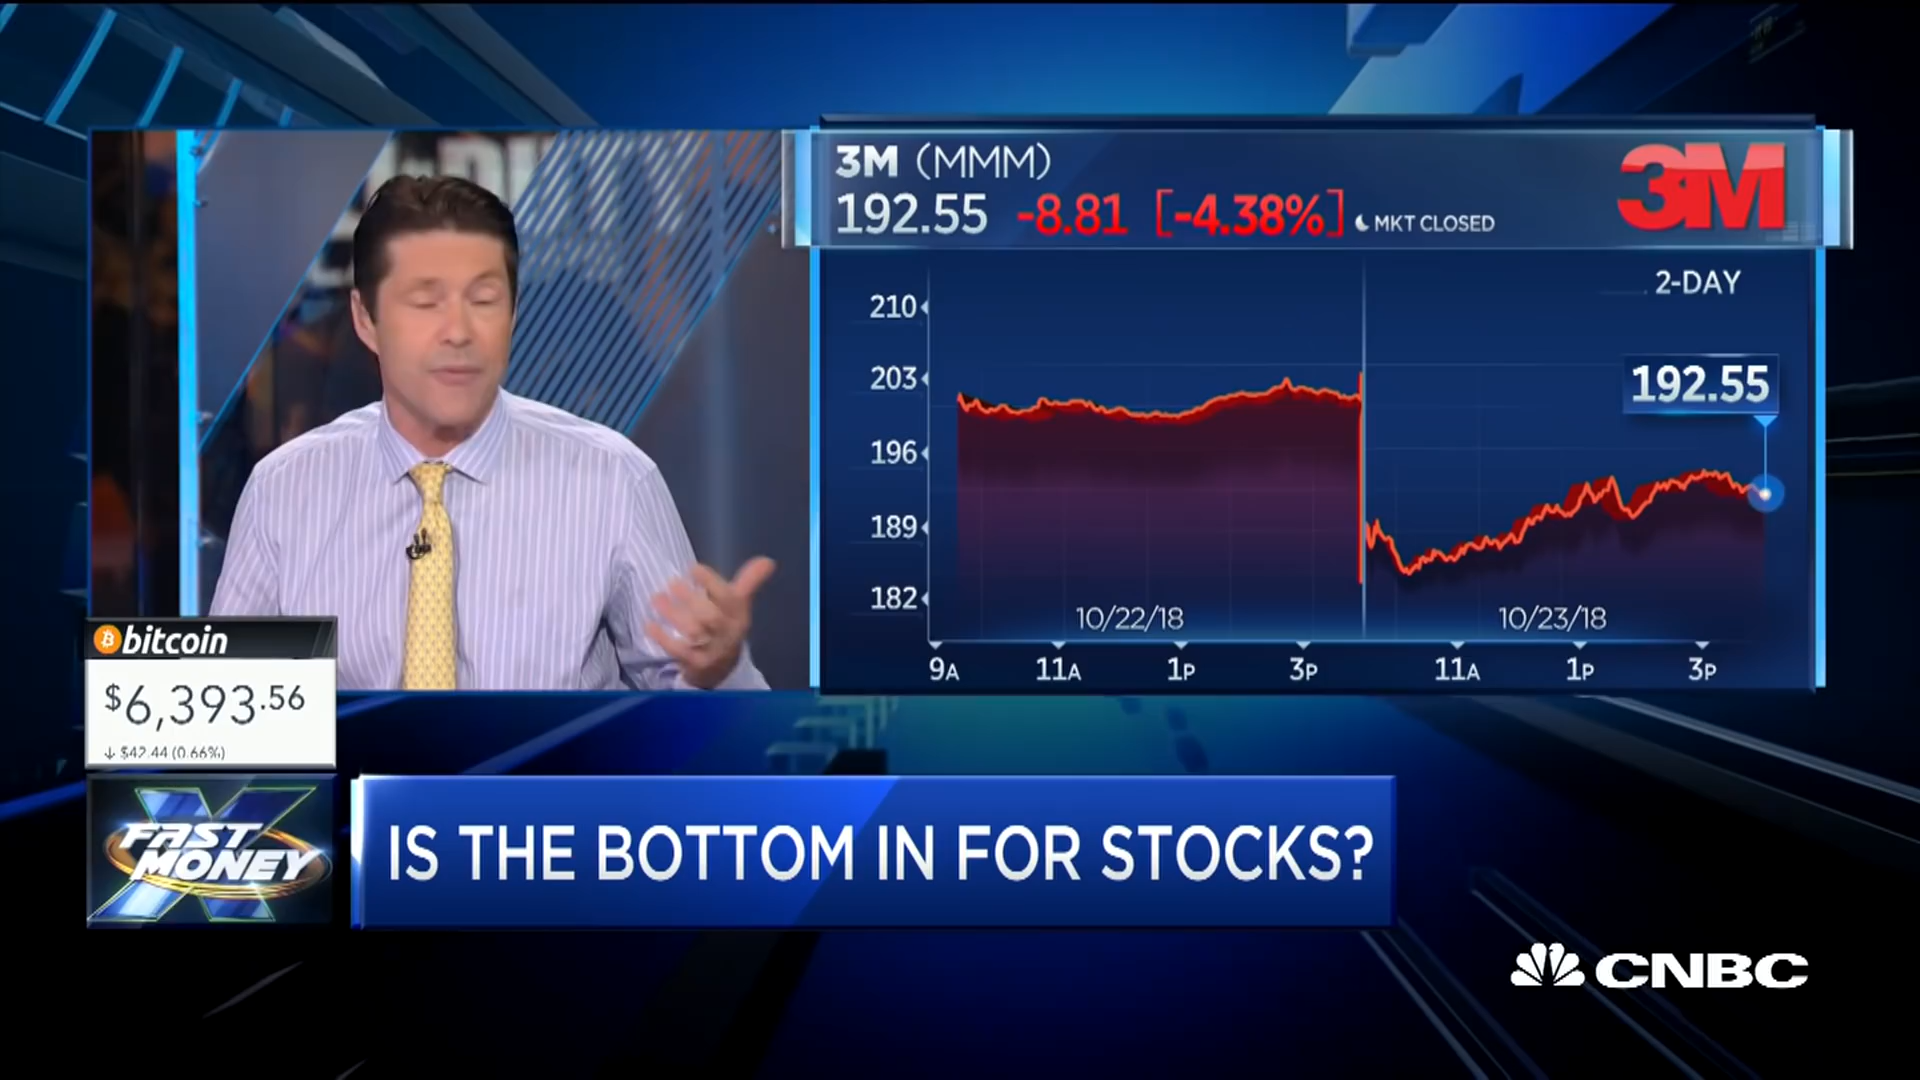 3M (MMM)
192.55 -8.81 [-4.38%] MKT CLOSED
3M
2-DAY
210
203
196
189
182
192.55
10/22/18
10/23/18
9A 11A 1P 3P 11A 1P 3P
bitcoin
$6,393.56
↓ $42.44 (0.66%)
FAST
MONEY
IS THE BOTTOM IN FOR STOCKS?
CNBC